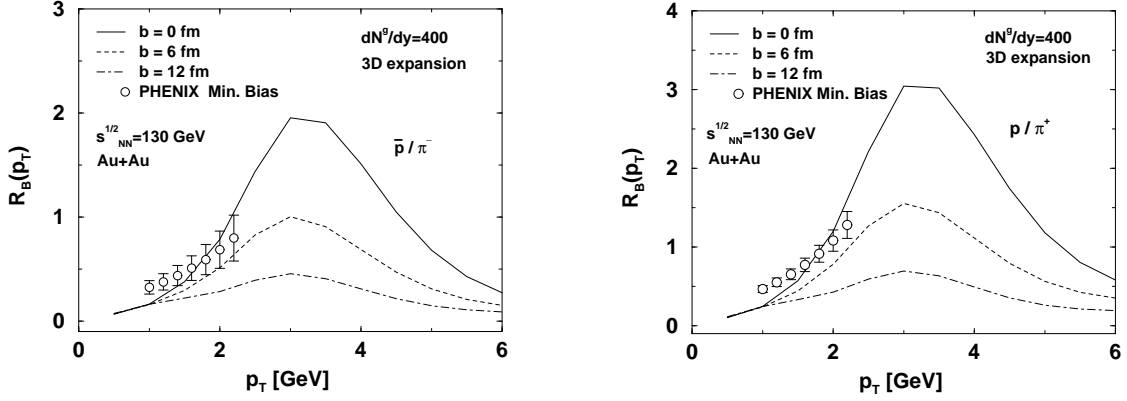 3
2
1
0
R_B(p_T)
b = 0 fm
b = 6 fm
b = 12 fm
PHENIX Min. Bias
dN^g/dy=400
3D expansion
s^{1/2}_{NN}=130 GeV
Au+Au
p̄ / π^-
0 2 4 6
p_T [GeV]
4
3
2
1
0
R_B(p_T)
b = 0 fm
b = 6 fm
b = 12 fm
PHENIX Min. Bias
dN^g/dy=400
3D expansion
s^{1/2}_{NN}=130 GeV
Au+Au
p / π^+
0 2 4 6
p_T [GeV]